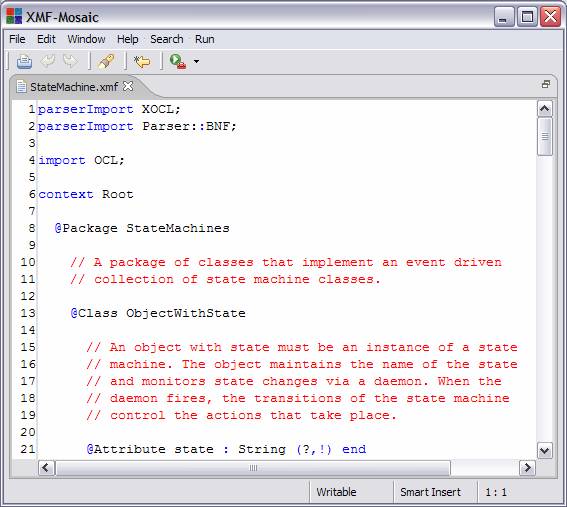 XMF-Mosaic
File Edit Window Help Search Run
StateMachine.xmf
1 parserImport XOCL;
2 parserImport Parser::BNF;
3
4 import OCL;
5
6 context Root
7
8 @Package StateMachines
9
10 // A package of classes that implement an event driven
11 // collection of state machine classes.
12
13 @Class ObjectWithState
14
15 // An object with state must be an instance of a state
16 // machine. The object maintains the name of the state
17 // and monitors state changes via a daemon. When the
18 // daemon fires, the transitions of the state machine
19 // control the actions that take place.
20
21 @Attribute state : String (?,!) end
Writable Smart Insert 1 : 1